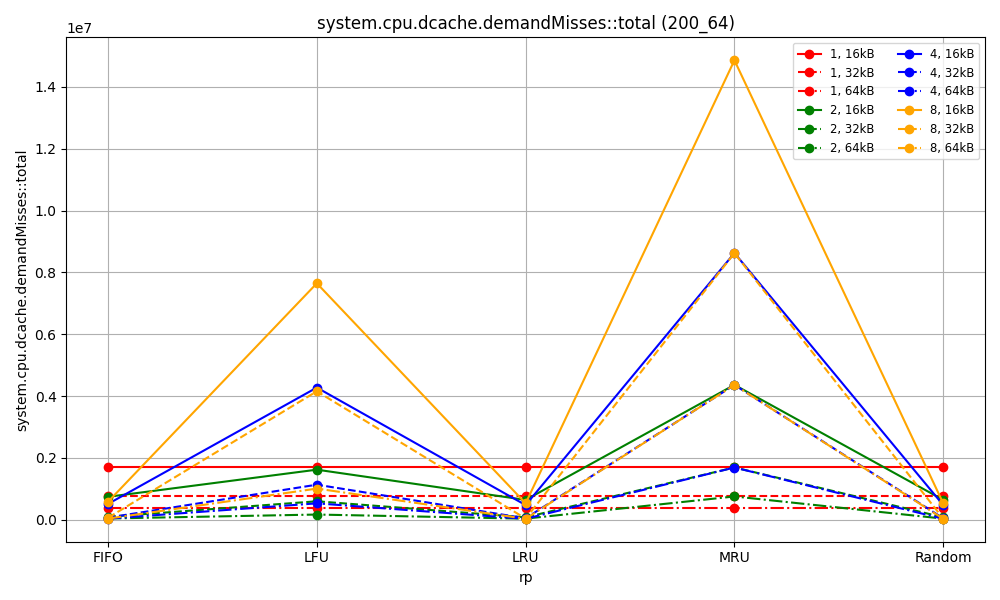 system.cpu.dcache.demandMisses::total (200_64)
1e7
1.4
1.2
1.0
0.8
0.6
0.4
0.2
0.0
system.cpu.dcache.demandMisses::total
1, 16kB
1, 32kB
1, 64kB
2, 16kB
2, 32kB
2, 64kB
4, 16kB
4, 32kB
4, 64kB
8, 16kB
8, 32kB
8, 64kB
FIFO
LFU
LRU
MRU
Random
rp